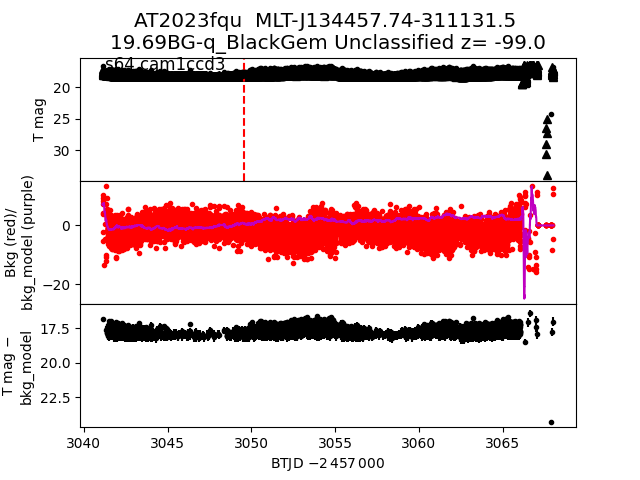 AT2023fqu  MLT-J134457.74-311131.5
19.69BG-q_BlackGem Unclassified z= -99.0
s64 cam1ccd3
T mag
20
25
30
Bkg (red)/
bkg_model (purple)
0
−20
T mag −
bkg_model
17.5
20.0
22.5
3040
3045
3050
3055
3060
3065
BTJD −2 457 000